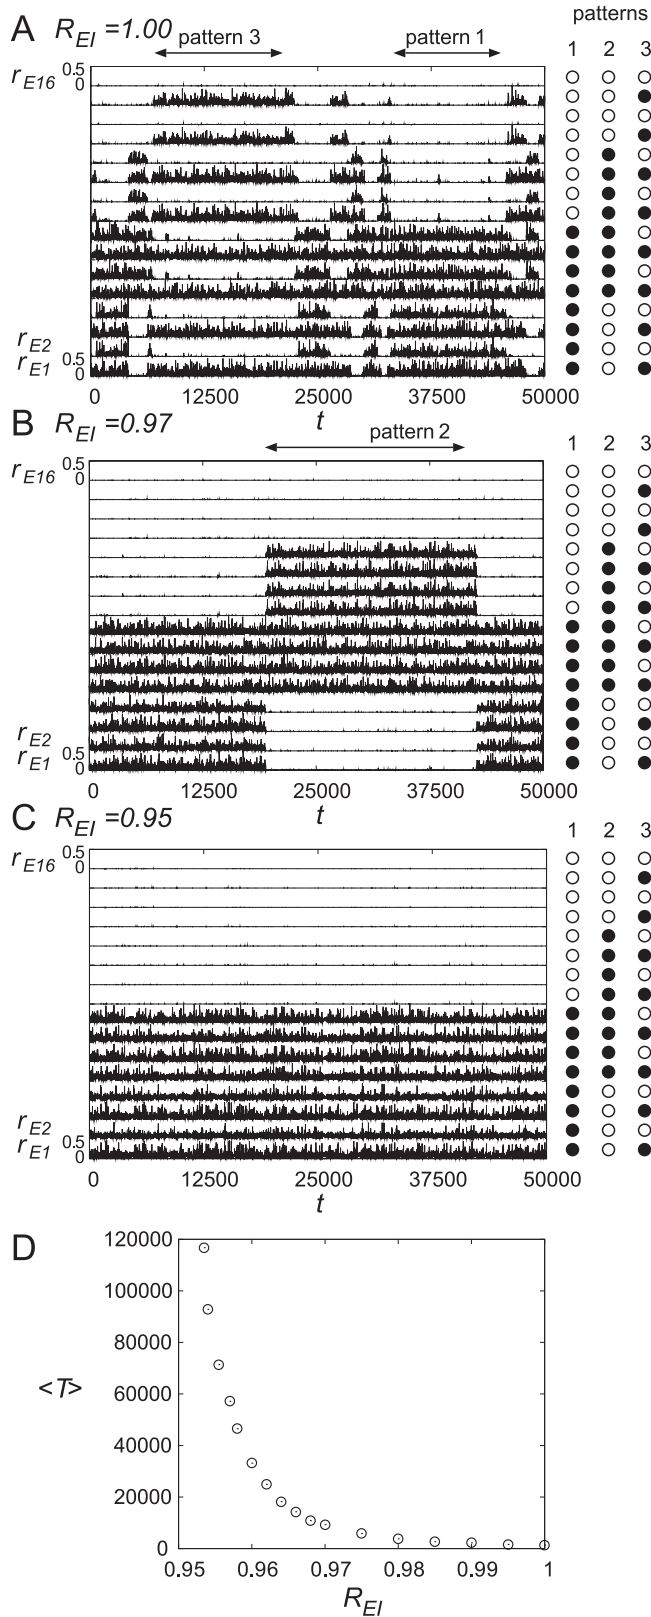 patterns
A R_EI =1.00 pattern 3 pattern 1 1 2 3
r_E16 0.5
0
r_E2
r_E1 0.5
0
0 12500 25000 37500 50000
t
B R_EI =0.97 pattern 2 1 2 3
r_E16 0.5
0
r_E2
r_E1 0.5
0
0 12500 25000 37500 50000
t
C R_EI =0.95 1 2 3
r_E16 0.5
0
r_E2
r_E1 0.5
0
0 12500 25000 37500 50000
t
D
120000
100000
80000
<T> 60000
40000
20000
0
0.95 0.96 0.97 0.98 0.99 1
R_EI